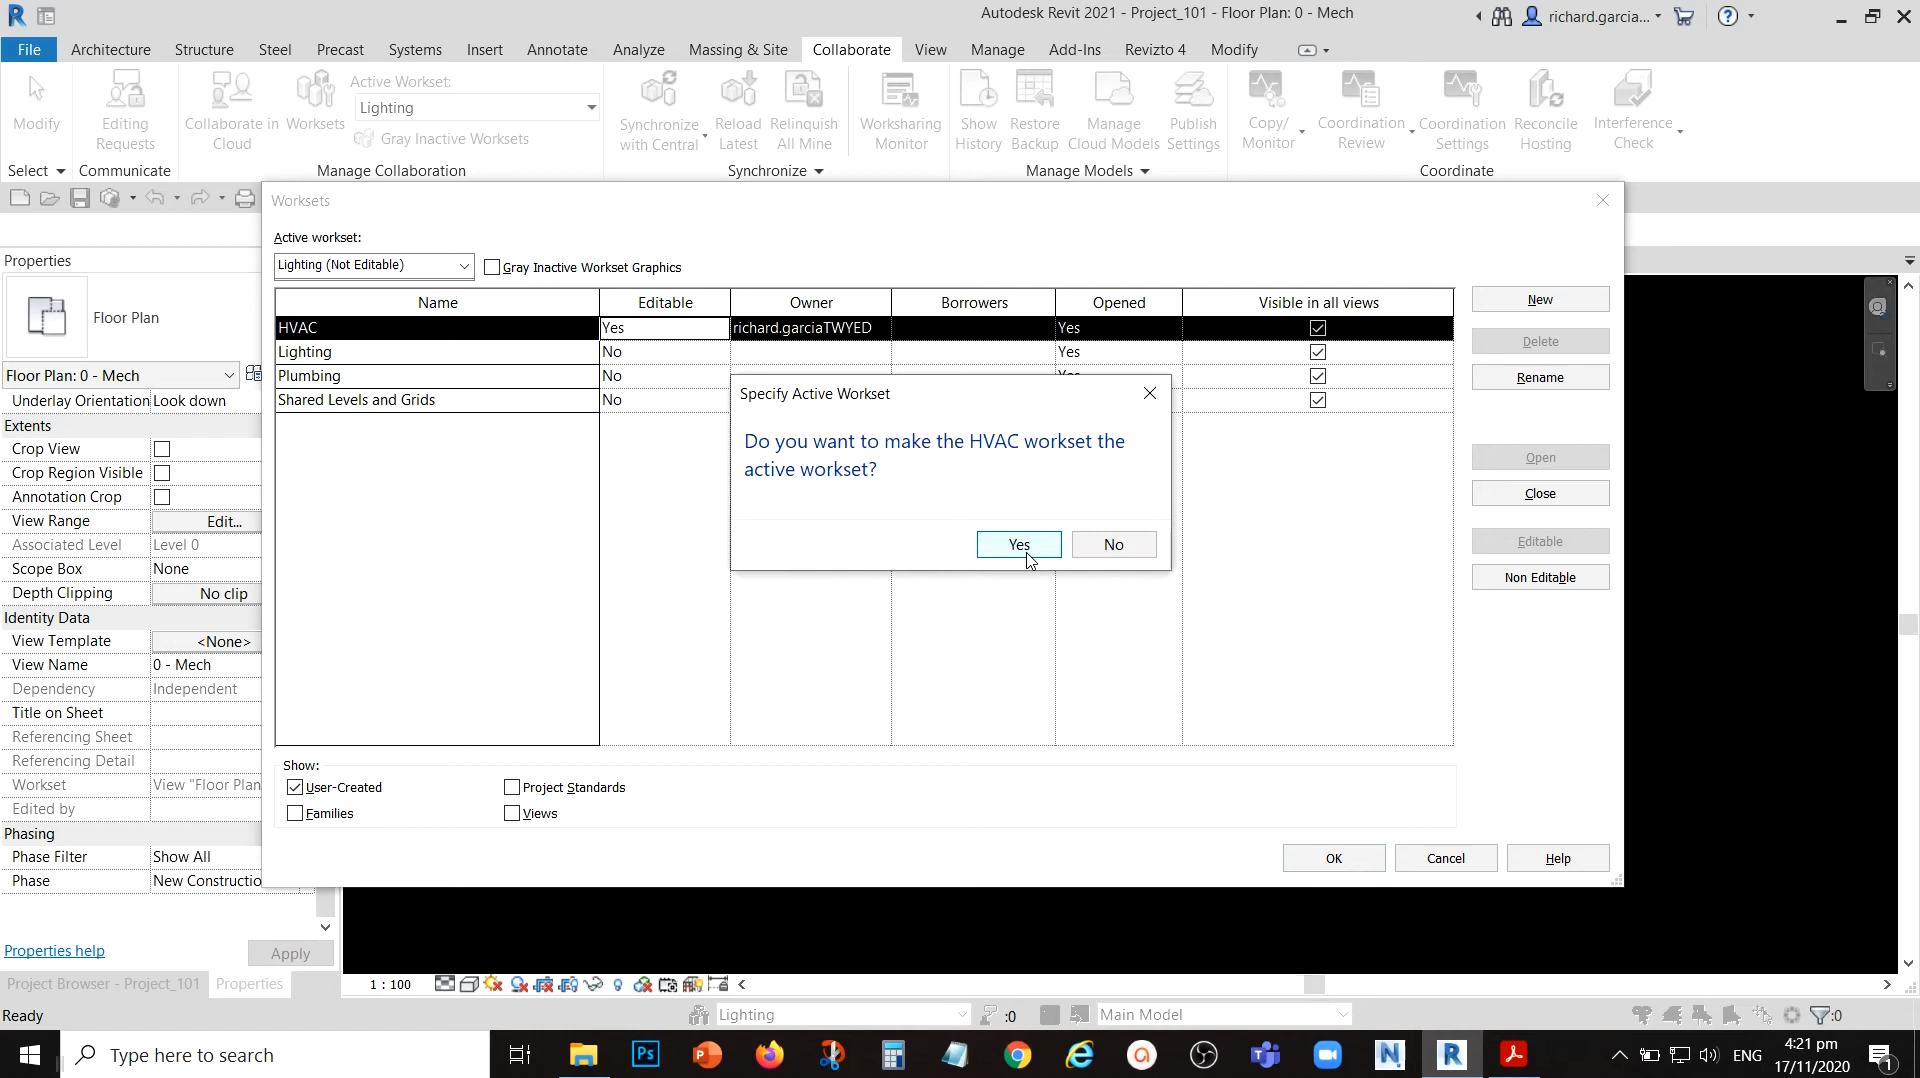 Autodesk Revit 2021 - Project_101 - Floor Plan: 0 - Mech
richard.garcia...
File Architecture Structure Steel Precast Systems Insert Annotate Analyze Massing & Site Collaborate View Manage Add-Ins Revizto 4 Modify
Modify
Editing Requests
Collaborate in Cloud
Worksets
Active Workset:
Lighting
Gray Inactive Worksets
Synchronize with Central
Reload Latest
Relinquish All Mine
Worksharing Monitor
Show History
Restore Backup
Manage Cloud Models
Publish Settings
Copy/ Monitor
Coordination Review
Coordination Settings
Reconcile Hosting
Interference Check
Select Communicate Manage Collaboration Synchronize Manage Models Coordinate
Worksets
Active workset:
Lighting (Not Editable)
Gray Inactive Workset Graphics
Name Editable Owner Borrowers Opened Visible in all views
HVAC Yes richard.garciaTWYED Yes
Lighting No Yes
Plumbing No Yes
Shared Levels and Grids No
New
Delete
Rename
Open
Close
Editable
Non Editable
Specify Active Workset
Do you want to make the HVAC workset the
active workset?
Yes No
Show:
User-Created Project Standards
Families Views
OK Cancel Help
Properties
Floor Plan
Floor Plan: 0 - Mech
Underlay Orientation Look down
Extents
Crop View
Crop Region Visible
Annotation Crop
View Range Edit...
Associated Level Level 0
Scope Box None
Depth Clipping No clip
Identity Data
View Template <None>
View Name 0 - Mech
Dependency Independent
Title on Sheet
Referencing Sheet
Referencing Detail
Workset View "Floor Plan
Edited by
Phasing
Phase Filter Show All
Phase New Constructio
Properties help Apply
Project Browser - Project_101 Properties
1 : 100
Ready
Lighting
:0
Main Model
:0
Type here to search
ENG
4:21 pm
17/11/2020
1